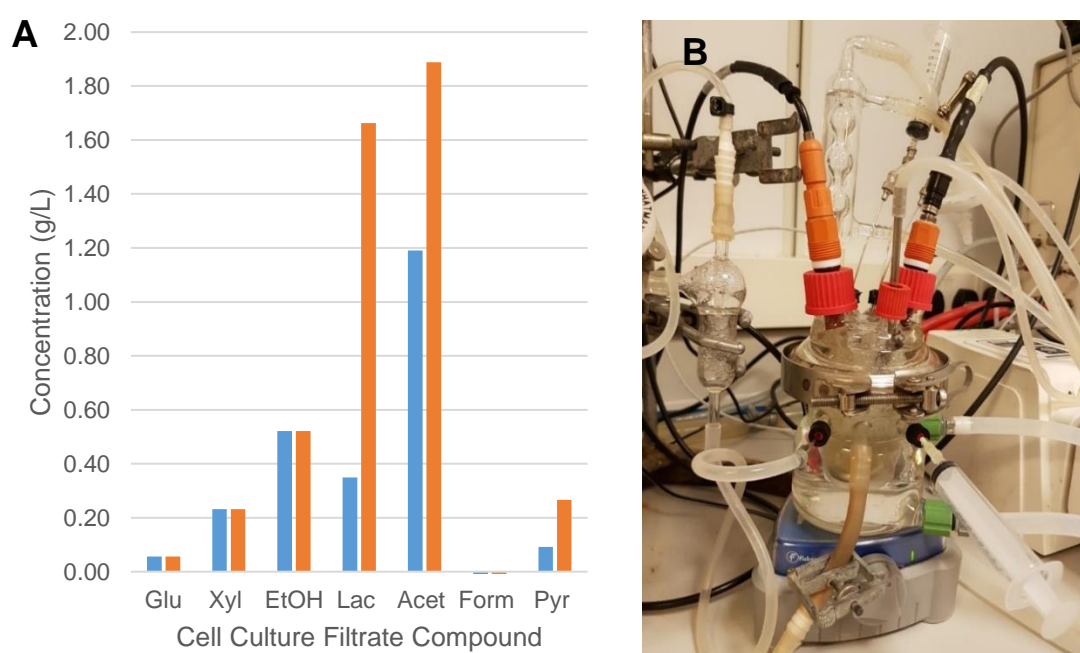 A
2.00
1.80
1.60
1.40
1.20
1.00
0.80
0.60
0.40
0.20
0.00
Concentration (g/L)
Glu Xyl EtOH Lac Acet Form Pyr
Cell Culture Filtrate Compound
B